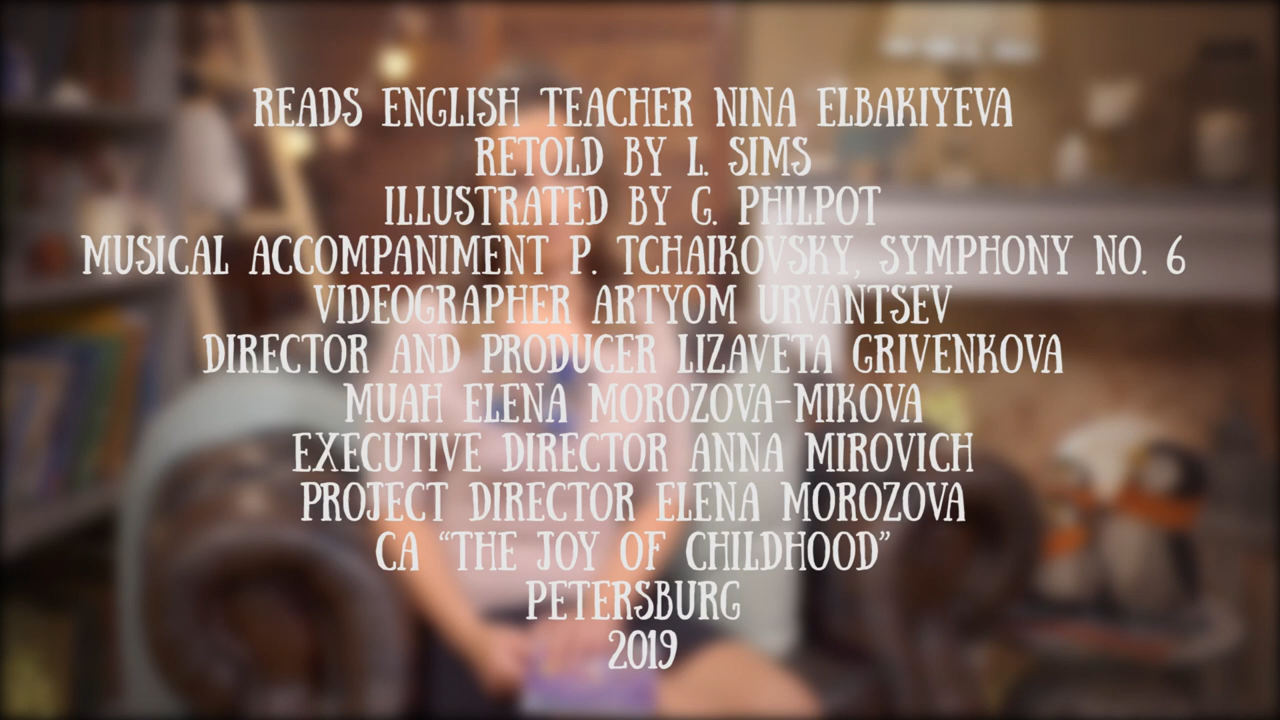 READS ENGLISH TEACHER NINA ELBAKIYEVA
RETOLD BY L. SIMS
ILLUSTRATED BY G. PHILPOT
MUSICAL ACCOMPANIMENT P. TCHAIKOVSKY, SYMPHONY NO. 6
VIDEOGRAPHER ARTYOM URVANTSEV
DIRECTOR AND PRODUCER LIZAVETA GRIVENKOVA
MUAH ELENA MOROZOVA-MIKOVA
EXECUTIVE DIRECTOR ANNA MIROVICH
PROJECT DIRECTOR ELENA MOROZOVA
CA “THE JOY OF CHILDHOOD”
PETERSBURG
2019